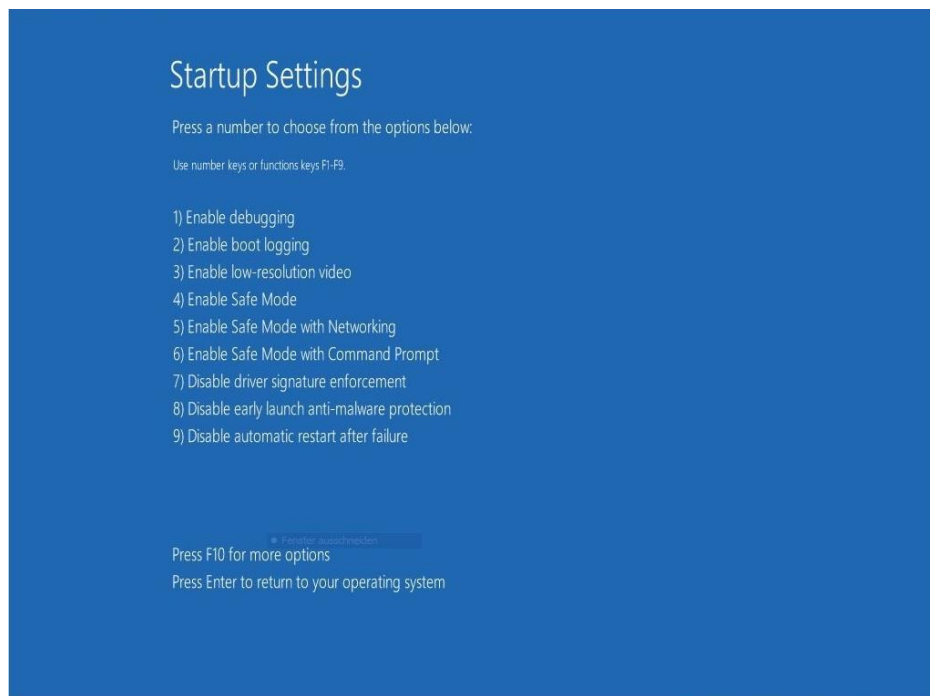 Startup Settings
Press a number to choose from the options below:
Use number keys or functions keys F1-F9.
1) Enable debugging
2) Enable boot logging
3) Enable low-resolution video
4) Enable Safe Mode
5) Enable Safe Mode with Networking
6) Enable Safe Mode with Command Prompt
7) Disable driver signature enforcement
8) Disable early launch anti-malware protection
9) Disable automatic restart after failure
Fenster ausschneiden
Press F10 for more options
Press Enter to return to your operating system